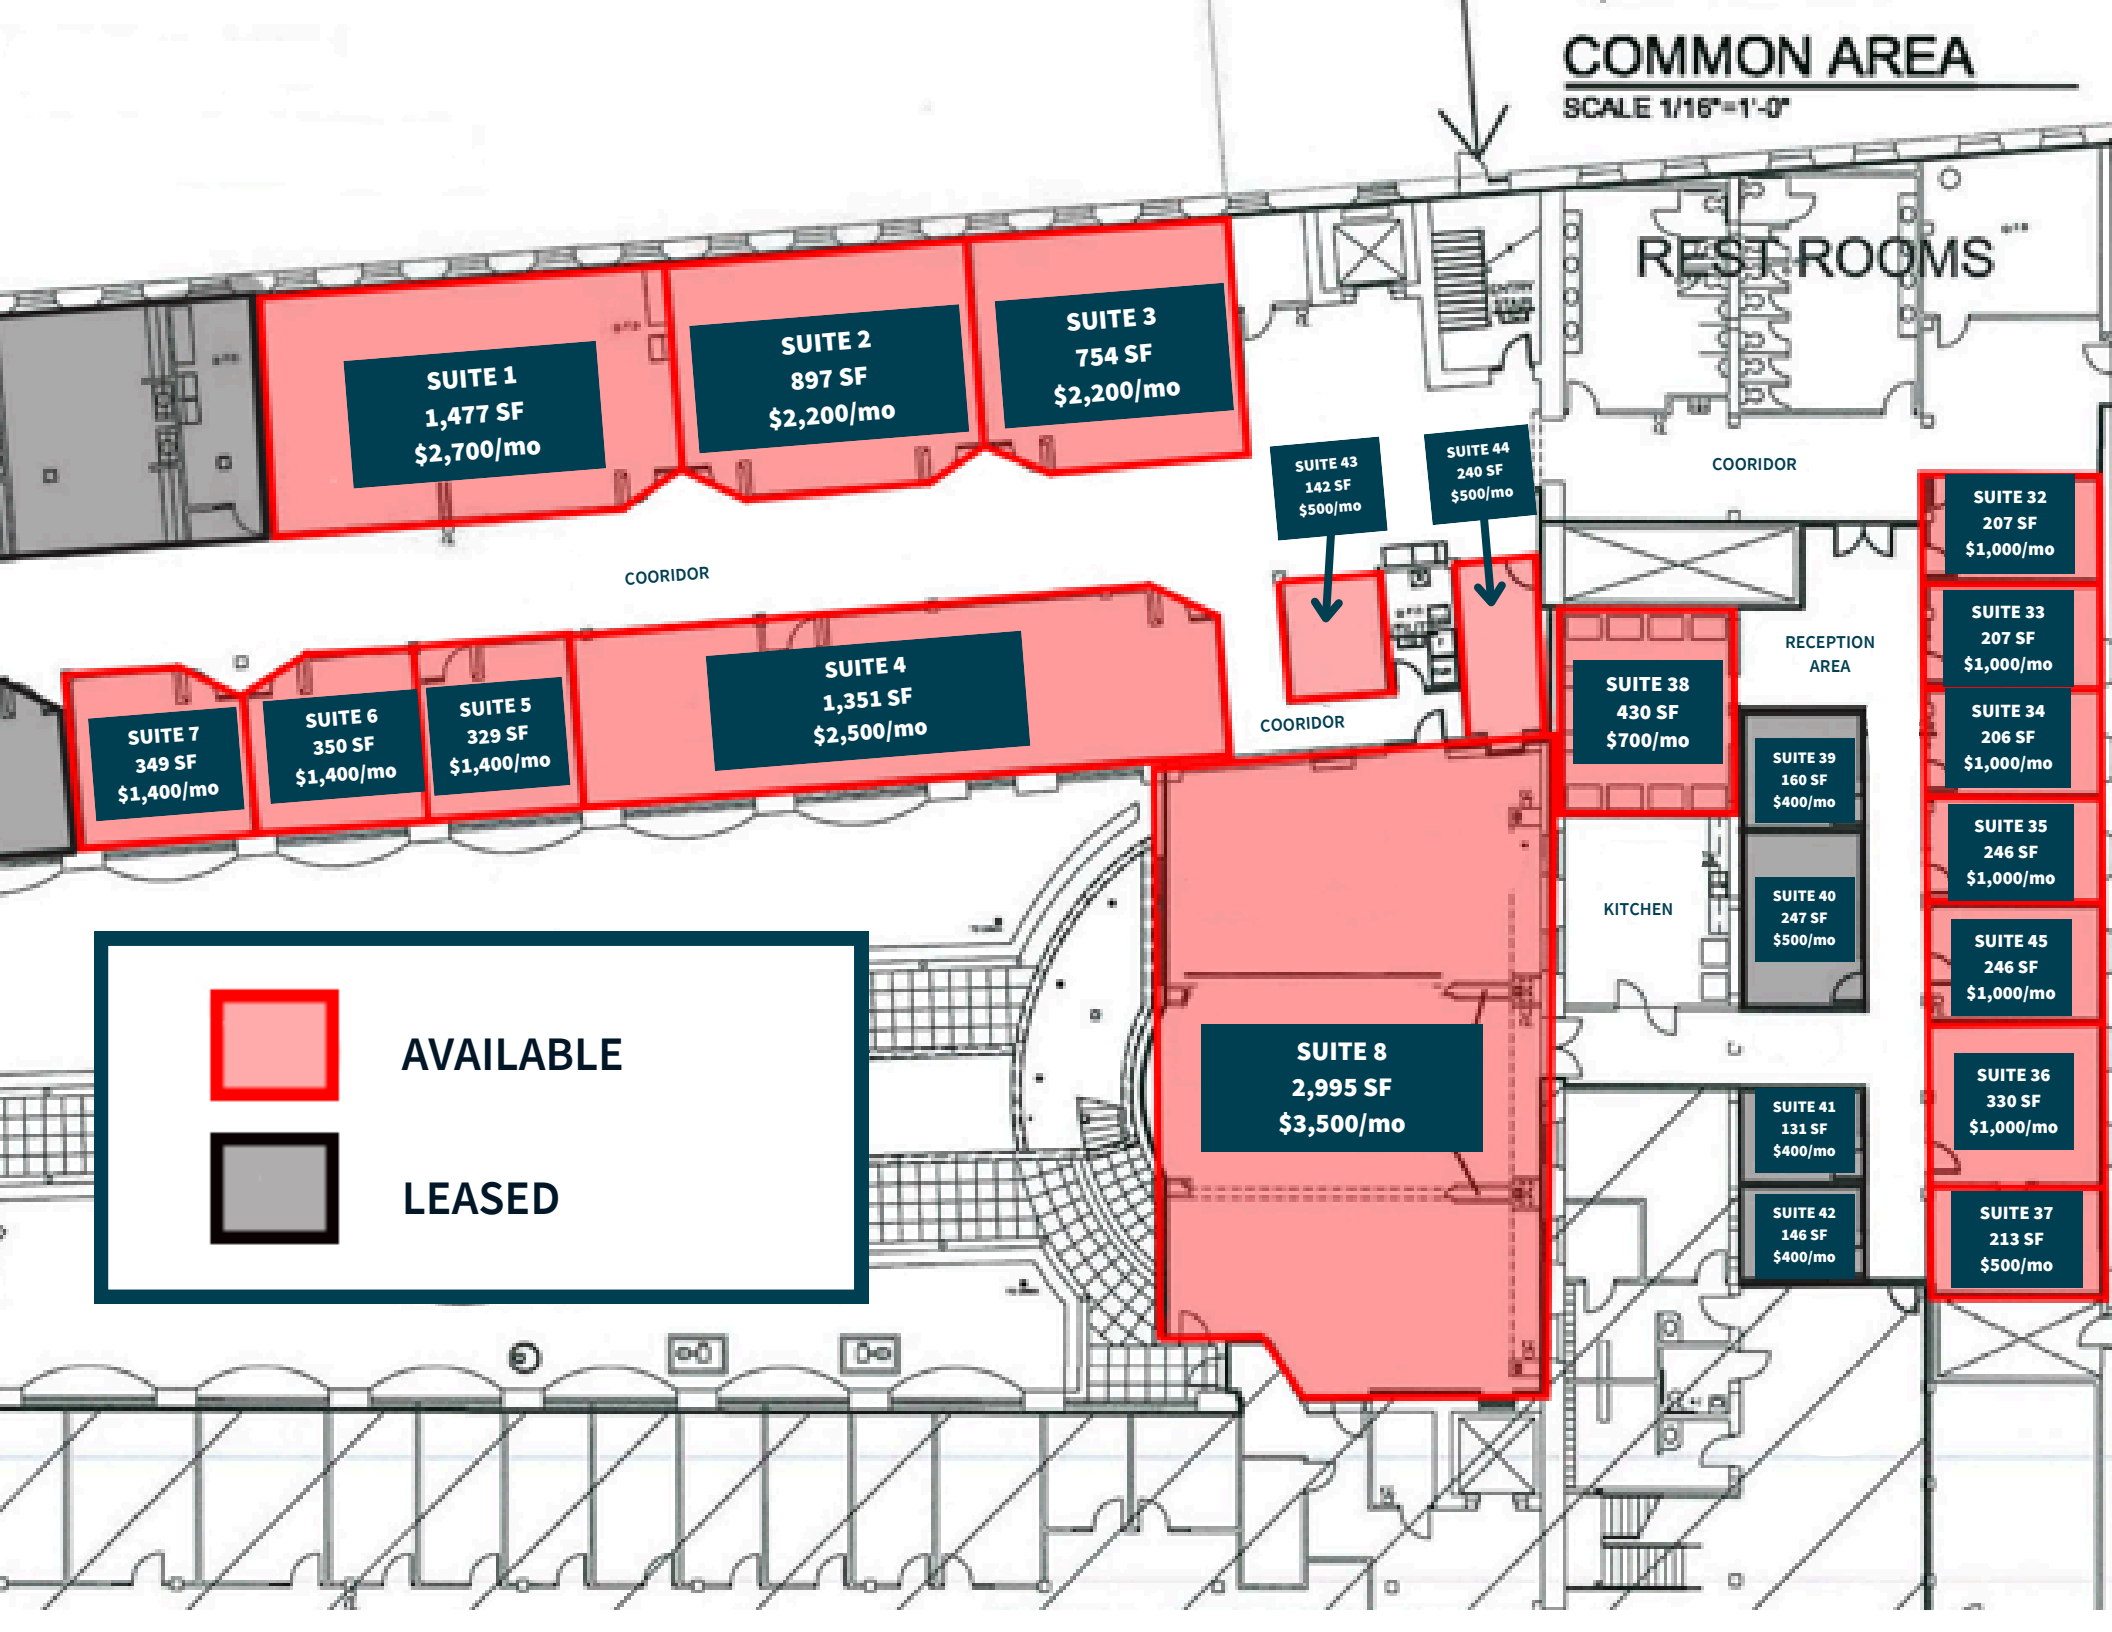 COMMON AREA
SCALE 1/16"=1'-0"
REST ROOMS
SUITE 1
1,477 SF
$2,700/mo
SUITE 2
897 SF
$2,200/mo
SUITE 3
754 SF
$2,200/mo
SUITE 43
142 SF
$500/mo
SUITE 44
240 SF
$500/mo
COORIDOR
SUITE 32
207 SF
$1,000/mo
COORIDOR
SUITE 33
207 SF
$1,000/mo
RECEPTION
AREA
SUITE 7
349 SF
$1,400/mo
SUITE 6
350 SF
$1,400/mo
SUITE 5
329 SF
$1,400/mo
SUITE 4
1,351 SF
$2,500/mo
COORIDOR
SUITE 38
430 SF
$700/mo
SUITE 34
206 SF
$1,000/mo
SUITE 39
160 SF
$400/mo
SUITE 35
246 SF
$1,000/mo
KITCHEN
SUITE 40
247 SF
$500/mo
SUITE 45
246 SF
$1,000/mo
AVAILABLE
LEASED
SUITE 8
2,995 SF
$3,500/mo
SUITE 36
330 SF
$1,000/mo
SUITE 41
131 SF
$400/mo
SUITE 42
146 SF
$400/mo
SUITE 37
213 SF
$500/mo